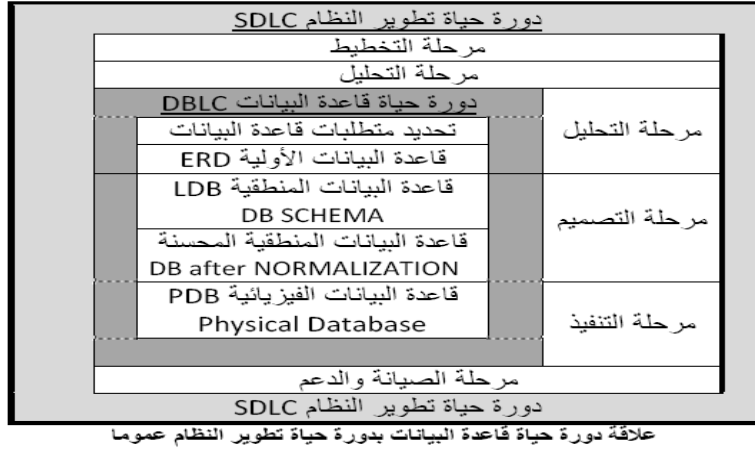 دورة حياة تطوير النظام SDLC
مرحلة التخطيط
مرحلة التحليل
دورة حياة قاعدة البيانات DBLC
مرحلة التحليل
تحديد متطلبات قاعدة البيانات
قاعدة البيانات الأولية ERD
مرحلة التصميم
قاعدة البيانات المنطقية LDB
DB SCHEMA
قاعدة البيانات المنطقية المحسنة
DB after NORMALIZATION
مرحلة التنفيذ
قاعدة البيانات الفيزيائية PDB
Physical Database
مرحلة الصيانة والدعم
دورة حياة تطوير النظام SDLC
علاقة دورة حياة قاعدة البيانات بدورة حياة تطوير النظام عموما